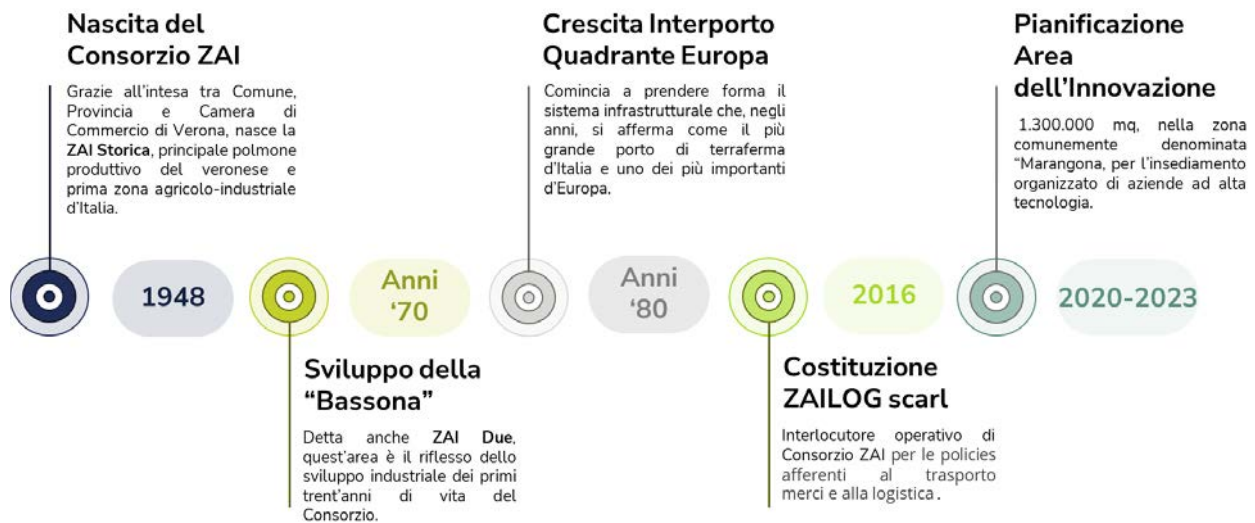 Nascita del
Consorzio ZAI
Grazie all'intesa tra Comune,
Provincia e Camera di
Commercio di Verona, nasce la
ZAI Storica, principale polmone
produttivo del veronese e
prima zona agricolo-industriale
d'Italia.
Crescita Interporto
Quadrante Europa
Comincia a prendere forma il
sistema infrastrutturale che, negli
anni, si afferma come il più
grande porto di terraferma
d'Italia e uno dei più importanti
d'Europa.
Pianificazione
Area
dell'Innovazione
1.300.000 mq, nella zona
comunemente denominata
“Marangona, per l'insediamento
organizzato di aziende ad alta
tecnologia.
1948
Anni
‘70
Anni
‘80
2016
2020-2023
Sviluppo della
“Bassona”
Detta anche ZAI Due,
quest'area è il riflesso dello
sviluppo industriale dei primi
trent'anni di vita del
Consorzio.
Costituzione
ZAILOG scarl
Interlocutore operativo di
Consorzio ZAI per le policies
afferenti al trasporto
merci e alla logistica.